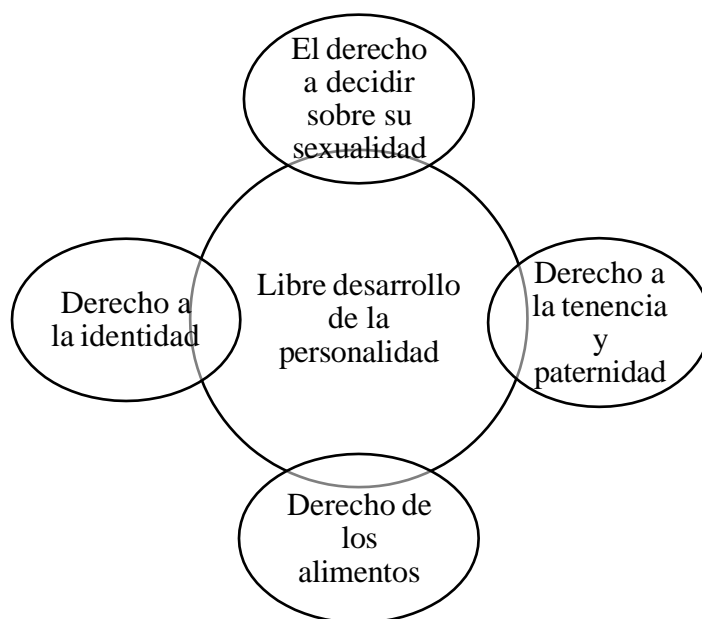 El derecho
a decidir
sobre su
sexualidad
Derecho a
la identidad
Libre desarrollo
de la
personalidad
Derecho a
la tenencia
y
paternidad
Derecho de
los
alimentos